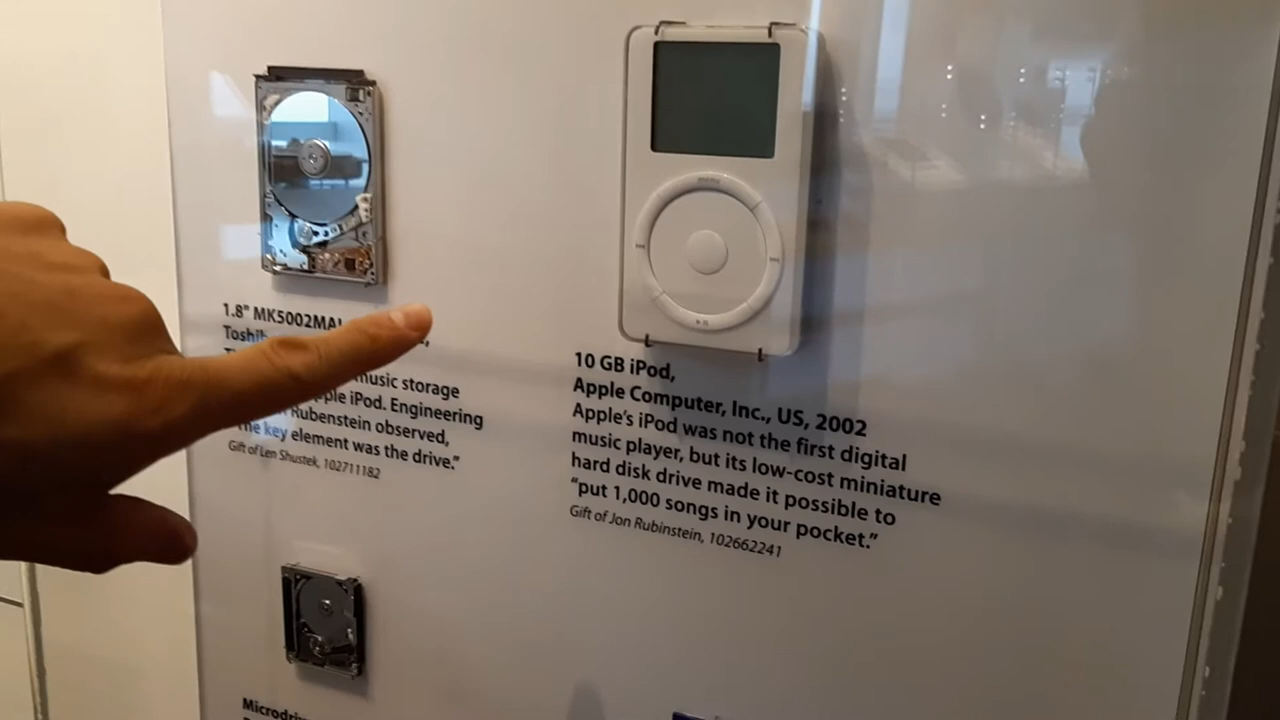 1.8" MK5002MA
Toshib
music storage
ple iPod. Engineering
Rubenstein observed,
he key element was the drive."
Gift of Len Shustek, 102711182
10 GB iPod,
Apple Computer, Inc., US, 2002
Apple's iPod was not the first digital
music player, but its low-cost miniature
hard disk drive made it possible to
"put 1,000 songs in your pocket."
Gift of Jon Rubinstein, 102662241
Microdriv